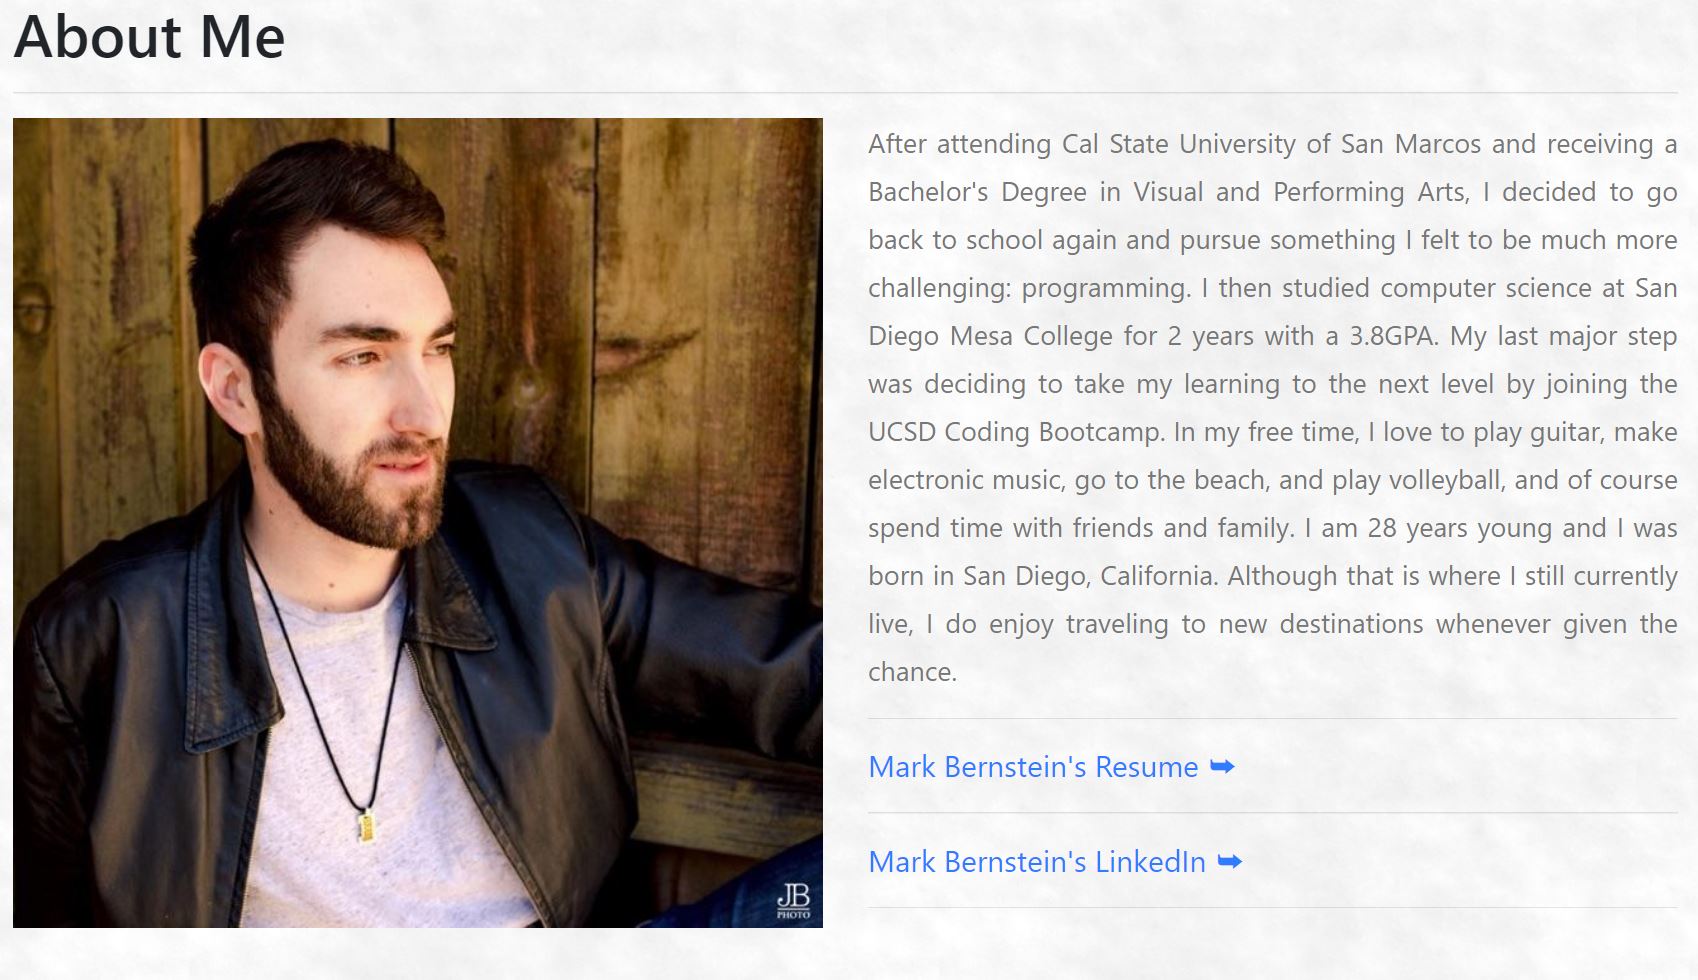 About Me
After attending Cal State University of San Marcos and receiving a
Bachelor's Degree in Visual and Performing Arts, I decided to go
back to school again and pursue something I felt to be much more
challenging: programming. I then studied computer science at San
Diego Mesa College for 2 years with a 3.8GPA. My last major step
was deciding to take my learning to the next level by joining the
UCSD Coding Bootcamp. In my free time, I love to play guitar, make
electronic music, go to the beach, and play volleyball, and of course
spend time with friends and family. I am 28 years young and I was
born in San Diego, California. Although that is where I still currently
live, I do enjoy traveling to new destinations whenever given the
chance.
Mark Bernstein's Resume ➥
Mark Bernstein's LinkedIn ➥
JB
PHOTO